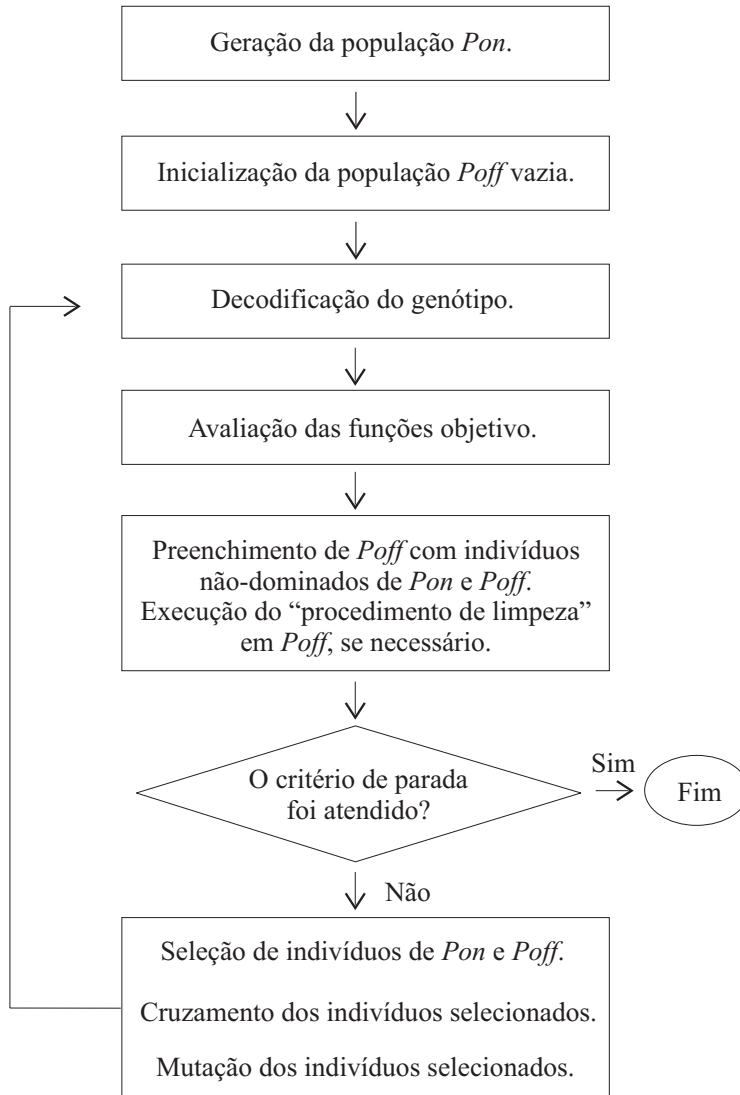 Geração da população Pon.
Inicialização da população Poff vazia.
Decodificação do genótipo.
Avaliação das funções objetivo.
Preenchimento de Poff com indivíduos
não-dominados de Pon e Poff.
Execução do “procedimento de limpeza”
em Poff, se necessário.
O critério de parada
foi atendido?
Sim
Fim
Não
Seleção de indivíduos de Pon e Poff.
Cruzamento dos indivíduos selecionados.
Mutação dos indivíduos selecionados.